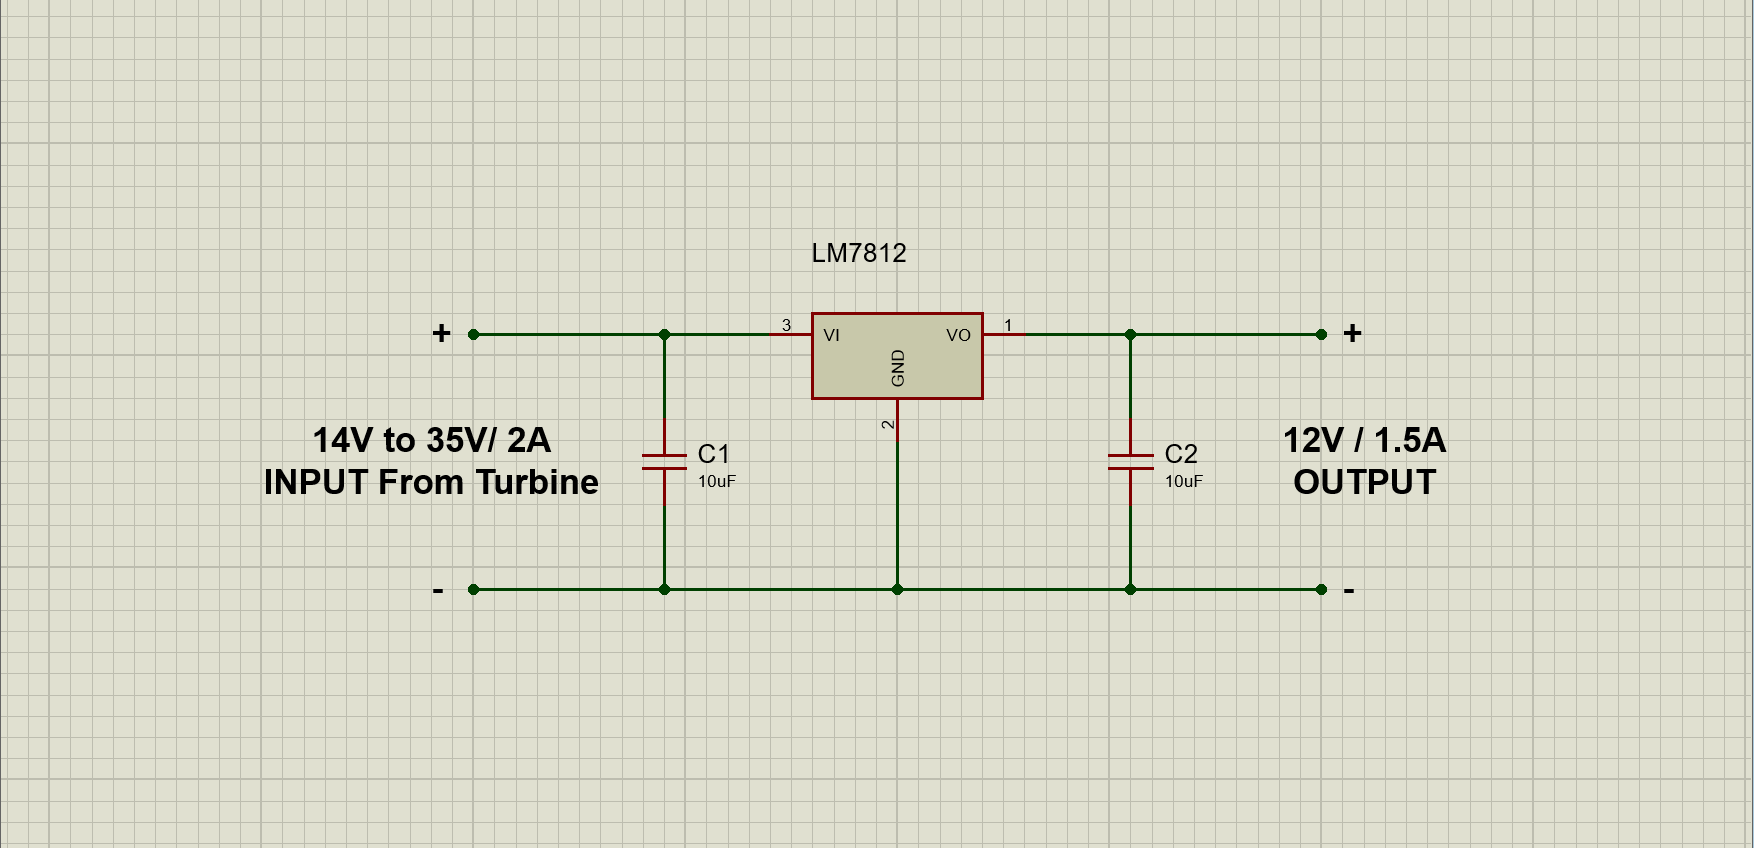 LM7812
+
3
VI
VO
1
+
GND
2
14V to 35V/ 2A
INPUT From Turbine
C1
10uF
C2
10uF
12V / 1.5A
OUTPUT
-
-